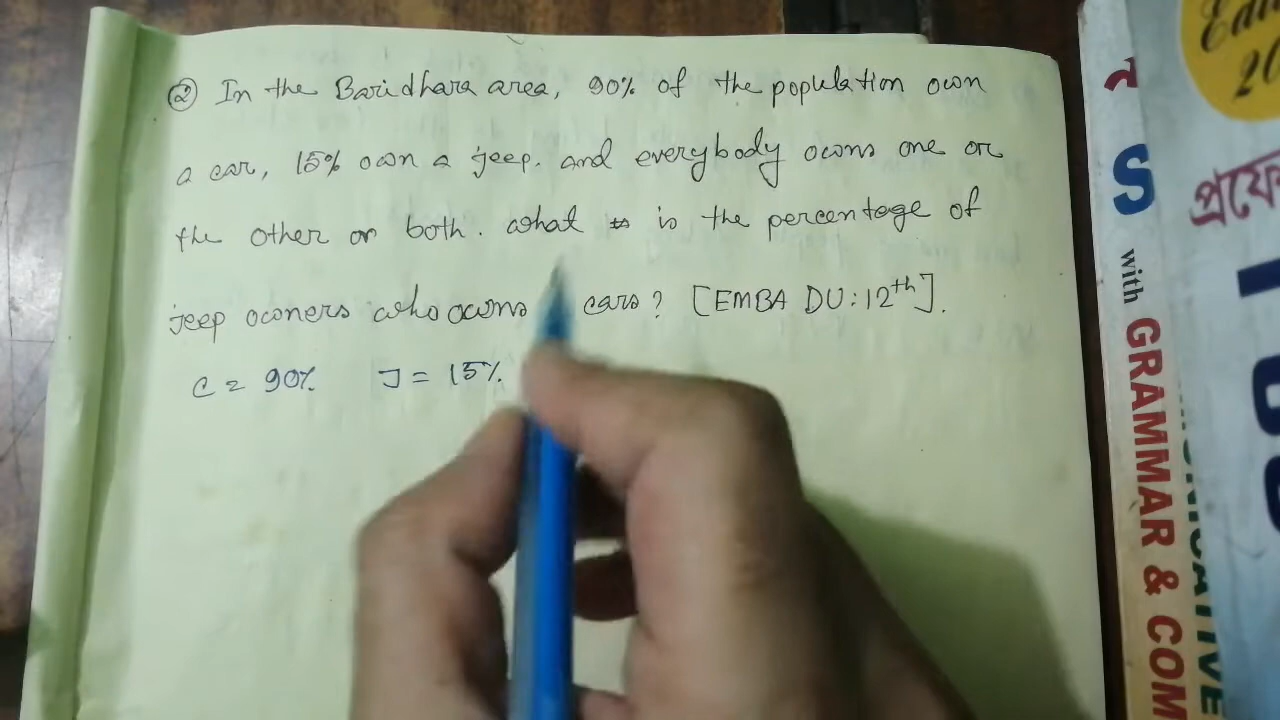 ② In the Baridhara area, 90% of the population own
a car, 15% own a jeep. and everybody owns one or
the other or both. what is the percentage of
jeep owners who owns cars? [EMBA DU: 12th].
C = 90% J = 15%
S with GRAMMAR & COM
প্রফে